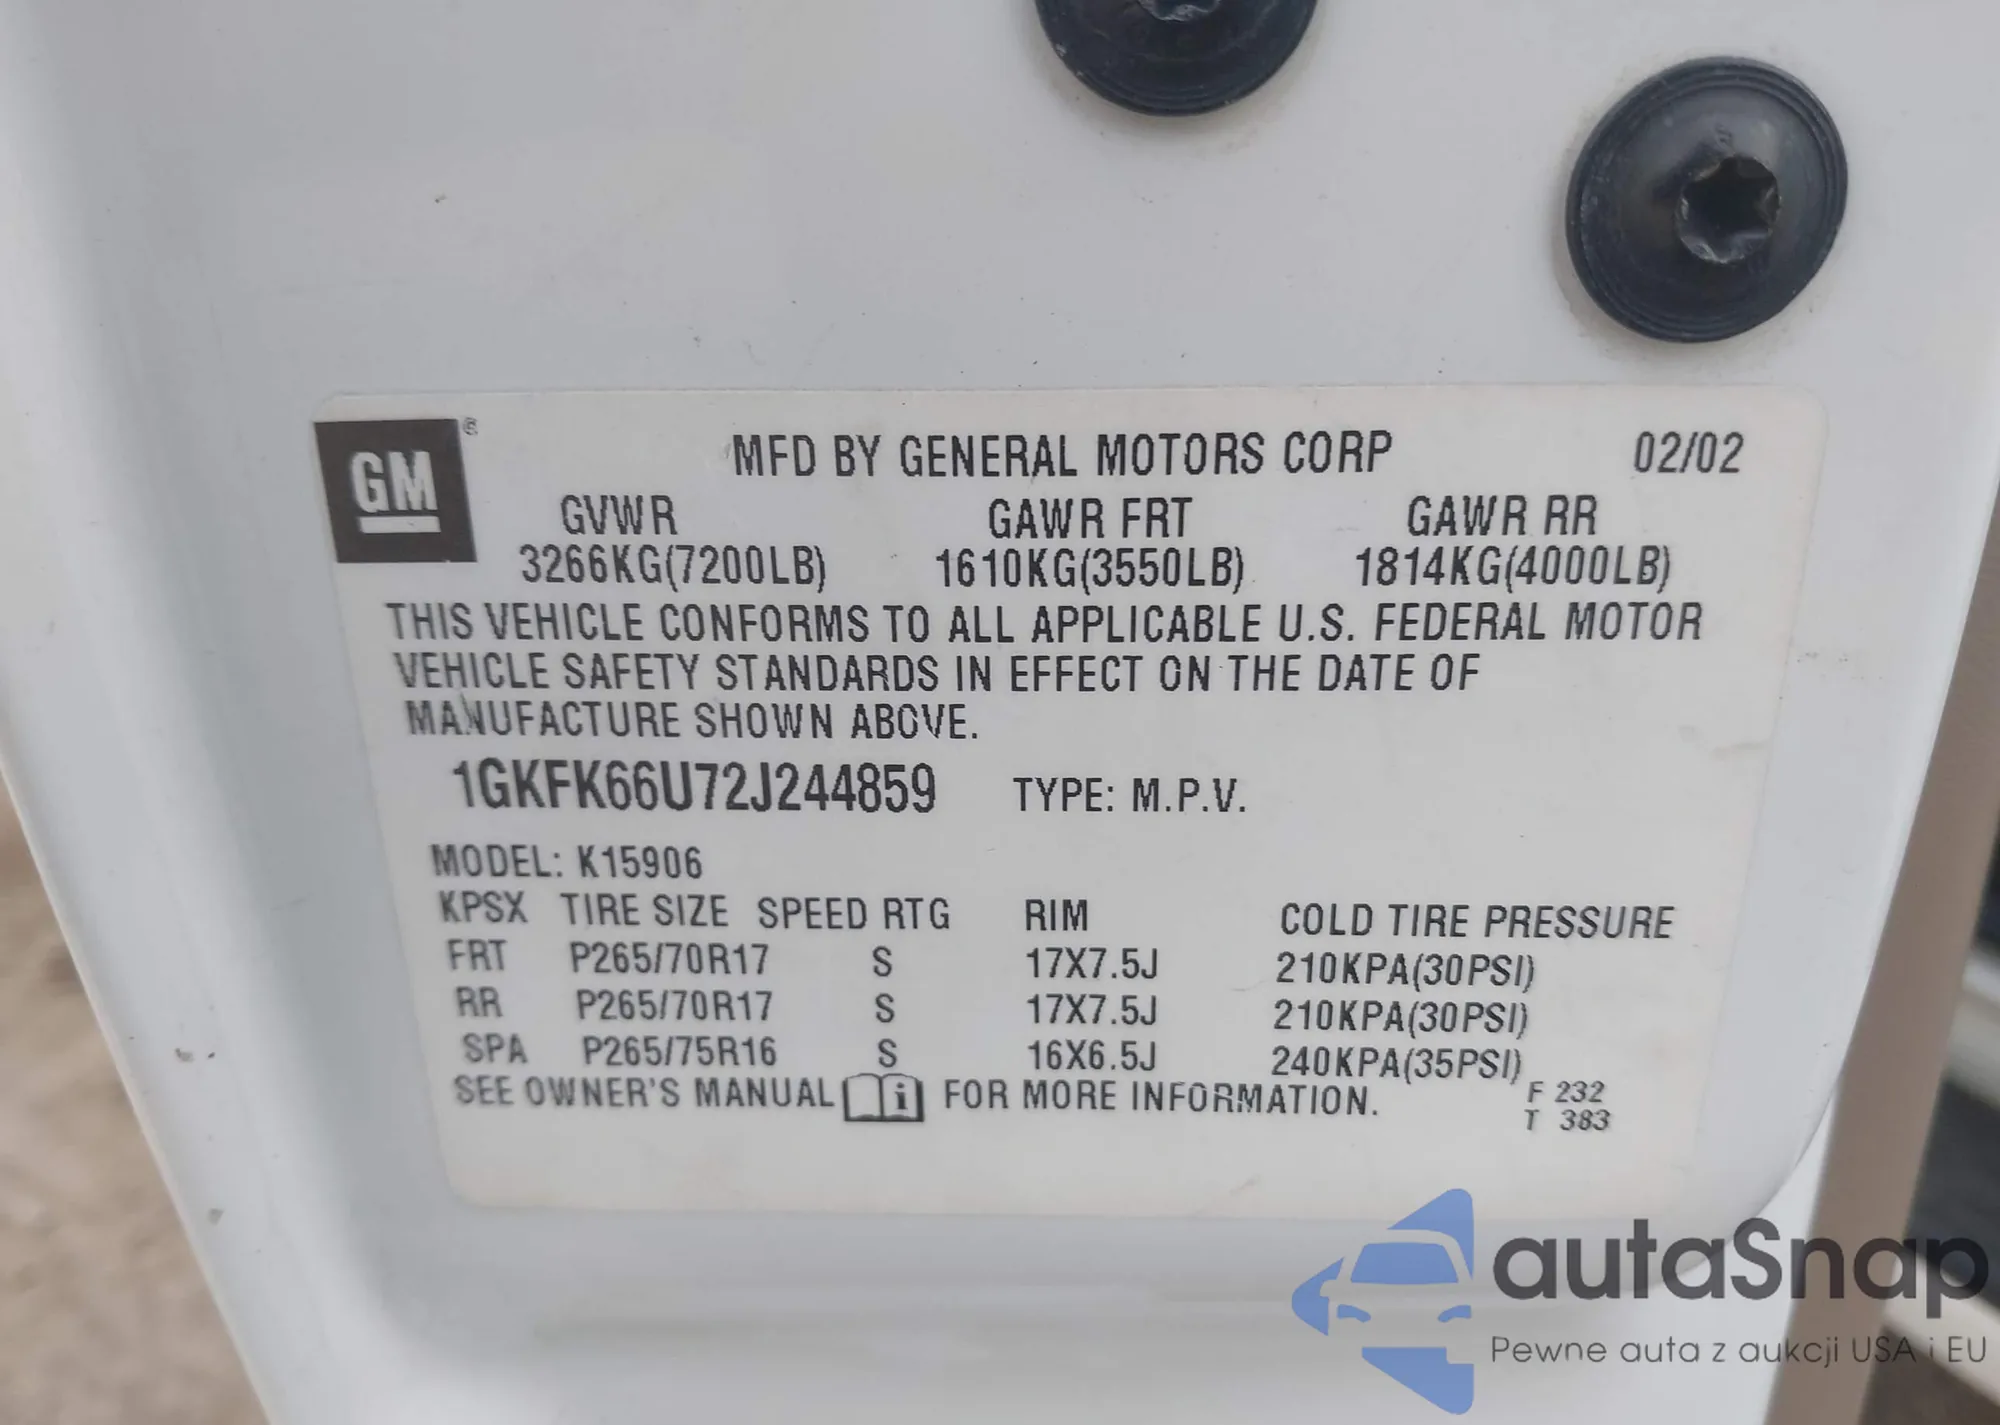 GM ®
MFD BY GENERAL MOTORS CORP 02/02
GVWR GAWR FRT GAWR RR
3266KG(7200LB) 1610KG(3550LB) 1814KG(4000LB)
THIS VEHICLE CONFORMS TO ALL APPLICABLE U.S. FEDERAL MOTOR
VEHICLE SAFETY STANDARDS IN EFFECT ON THE DATE OF
MANUFACTURE SHOWN ABOVE.
1GKFK66U72J244859 TYPE: M.P.V.
MODEL: K15906
KPSX TIRE SIZE SPEED RTG RIM COLD TIRE PRESSURE
FRT P265/70R17 S 17X7.5J 210KPA(30PSI)
RR P265/70R17 S 17X7.5J 210KPA(30PSI)
SPA P265/75R16 S 16X6.5J 240KPA(35PSI)
SEE OWNER'S MANUAL i FOR MORE INFORMATION.
F 232
T 383
autaSnap
Pewne auta z aukcji USA i EU